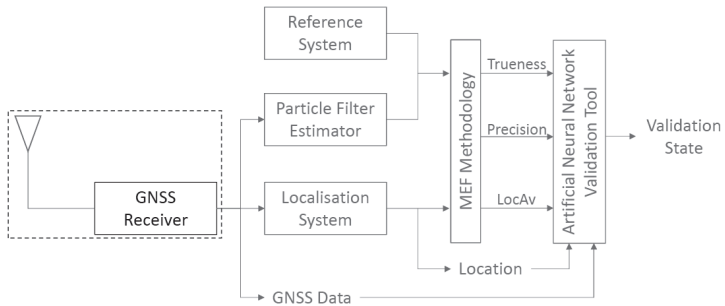 Reference
System
Particle Filter
Estimator
GNSS
Receiver
Localisation
System
MEF Methodology
Trueness
Precision
LocAv
Artificial Neural Network
Validation Tool
Validation
State
Location
GNSS Data